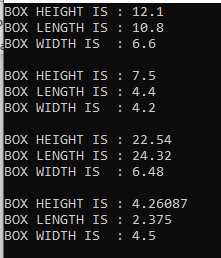 BOX HEIGHT IS : 12.1
BOX LENGTH IS : 10.8
BOX WIDTH IS  : 6.6

BOX HEIGHT IS : 7.5
BOX LENGTH IS : 4.4
BOX WIDTH IS  : 4.2

BOX HEIGHT IS : 22.54
BOX LENGTH IS : 24.32
BOX WIDTH IS  : 6.48

BOX HEIGHT IS : 4.26087
BOX LENGTH IS : 2.375
BOX WIDTH IS  : 4.5